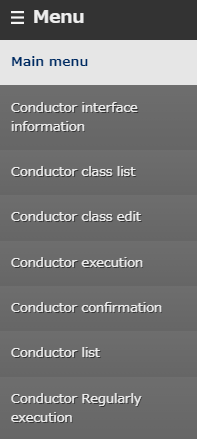 ☰ Menu
Main menu
Conductor interface
information
Conductor class list
Conductor class edit
Conductor execution
Conductor confirmation
Conductor list
Conductor Regularly
execution